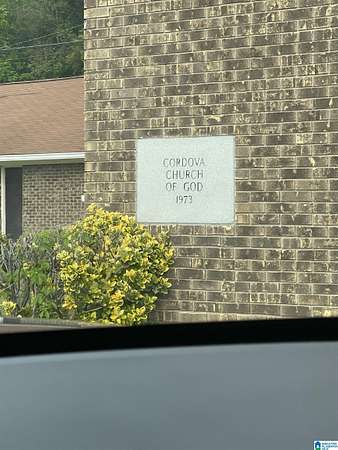 CORDOVA
CHURCH
OF GOD
1973